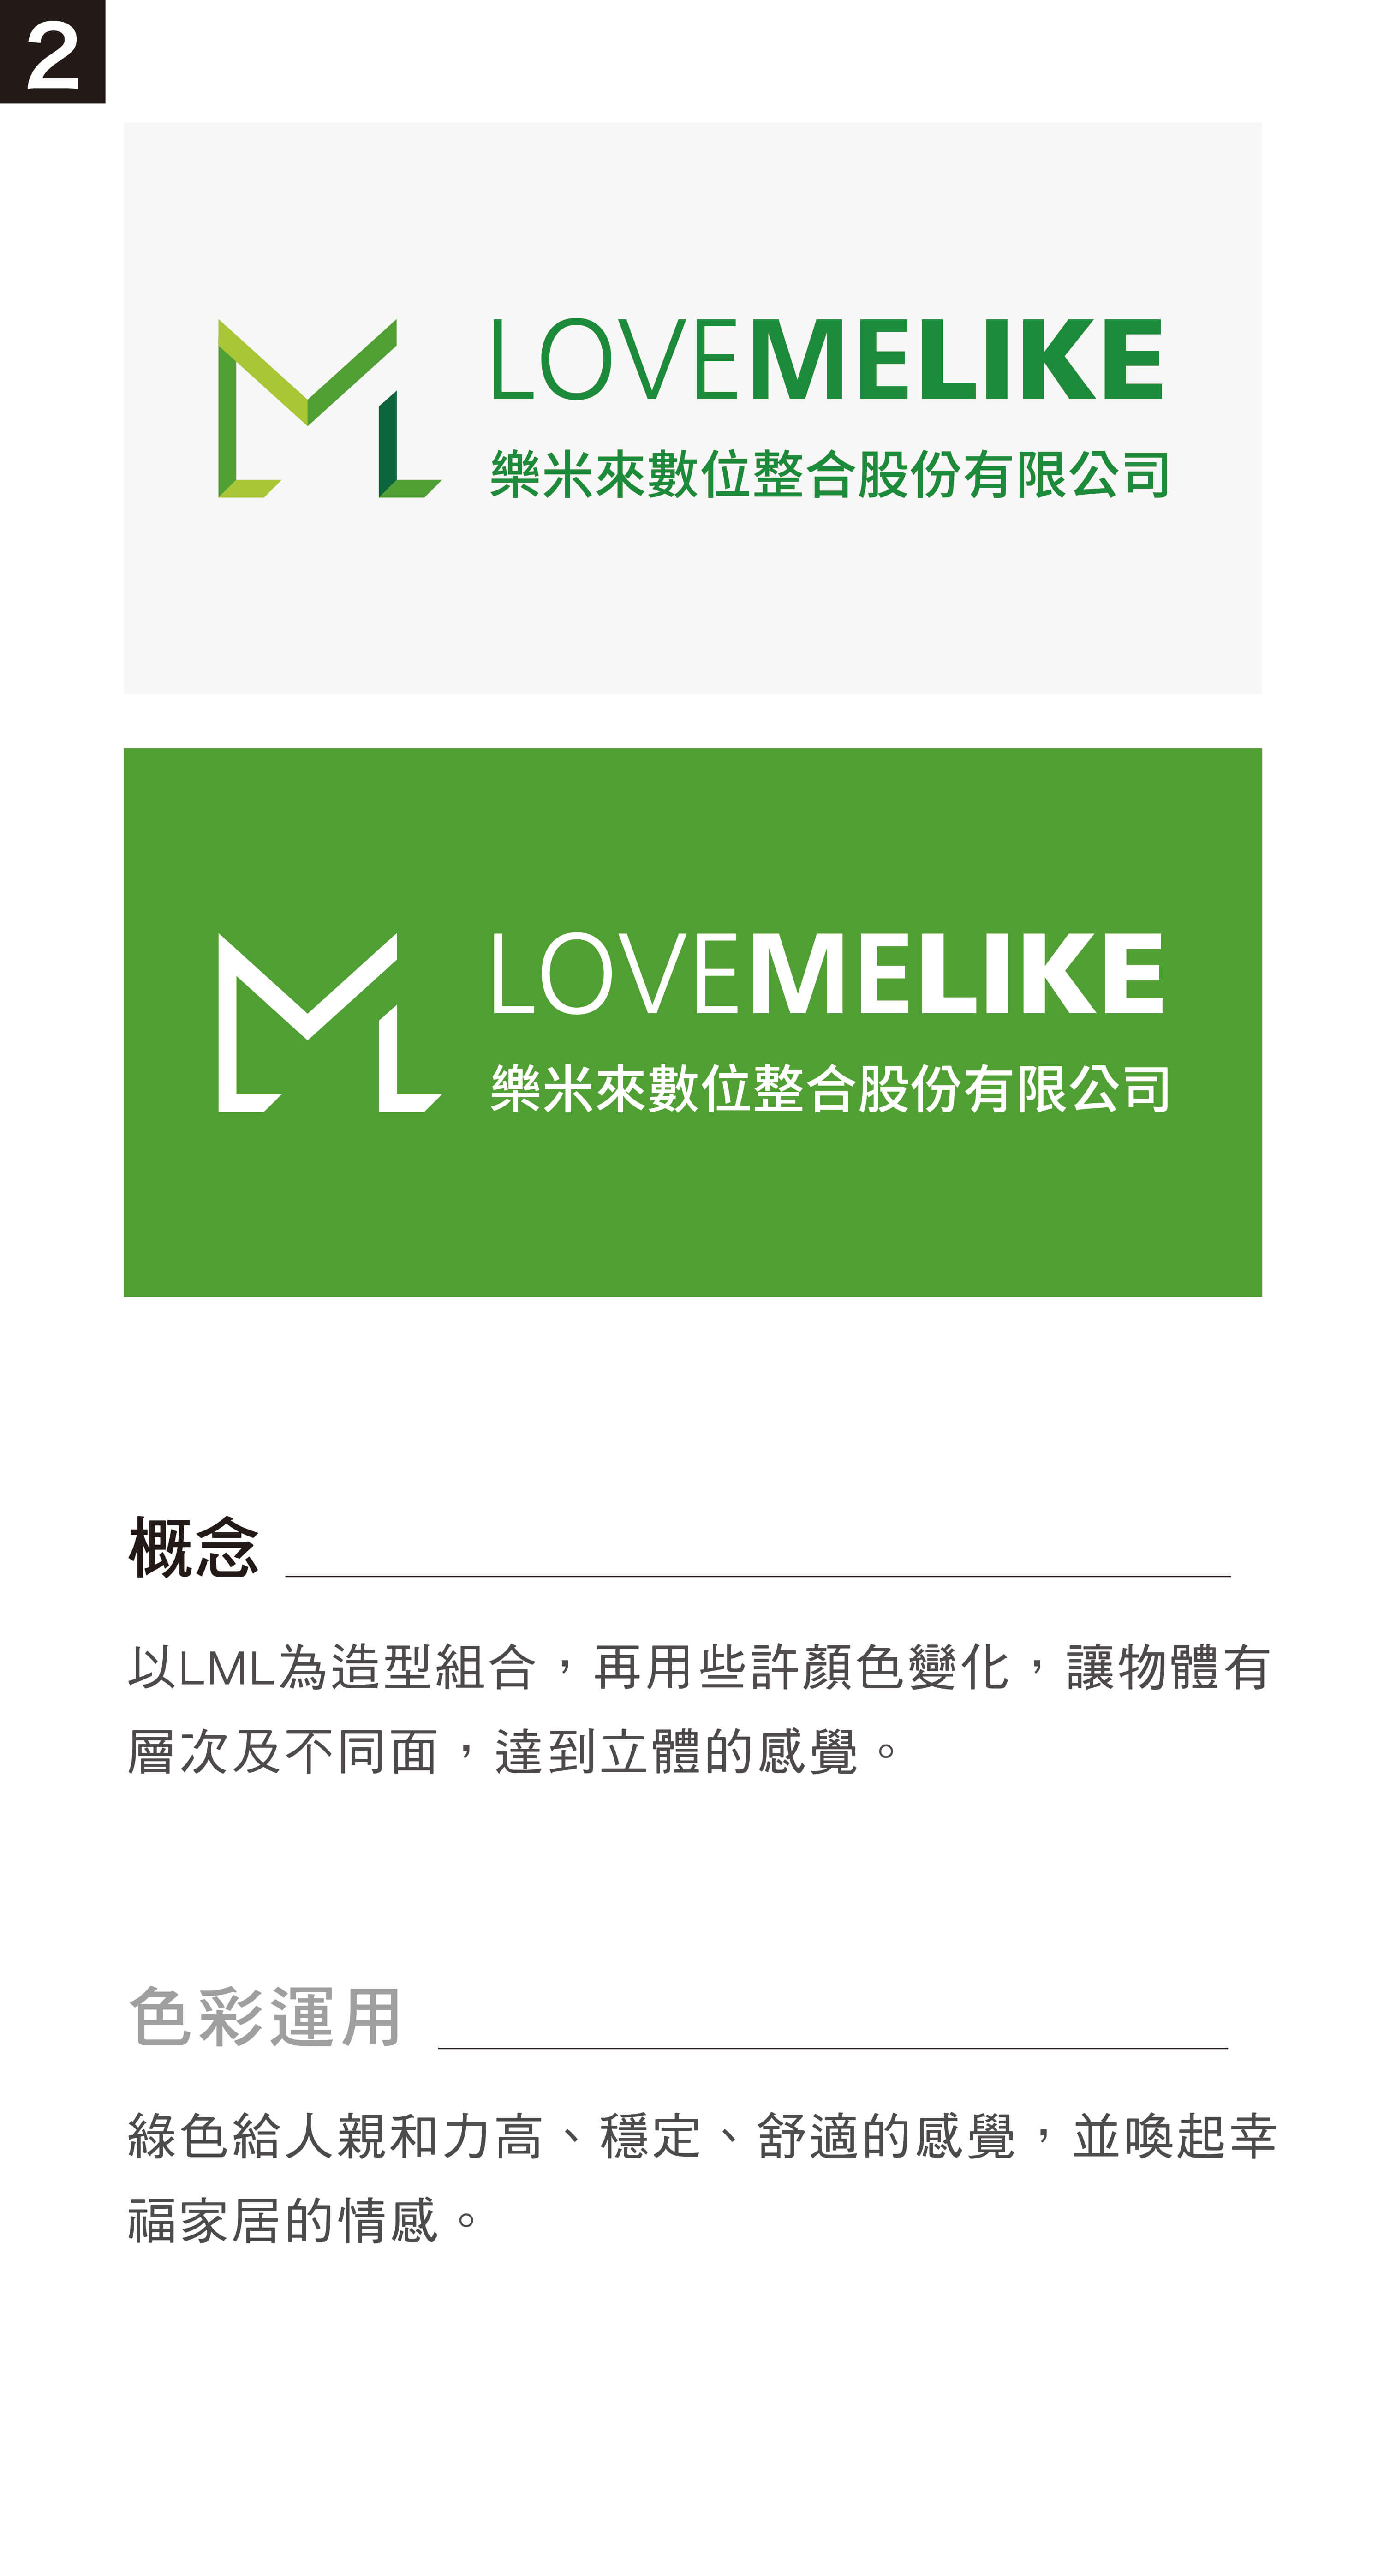 2
LOVEMELIKE
樂米來數位整合股份有限公司
LOVEMELIKE
樂米來數位整合股份有限公司
概念
以LML為造型組合，再用些許顏色變化，讓物體有
層次及不同面，達到立體的感覺。
色彩運用
綠色給人親和力高、穩定、舒適的感覺，並喚起幸
福家居的情感。